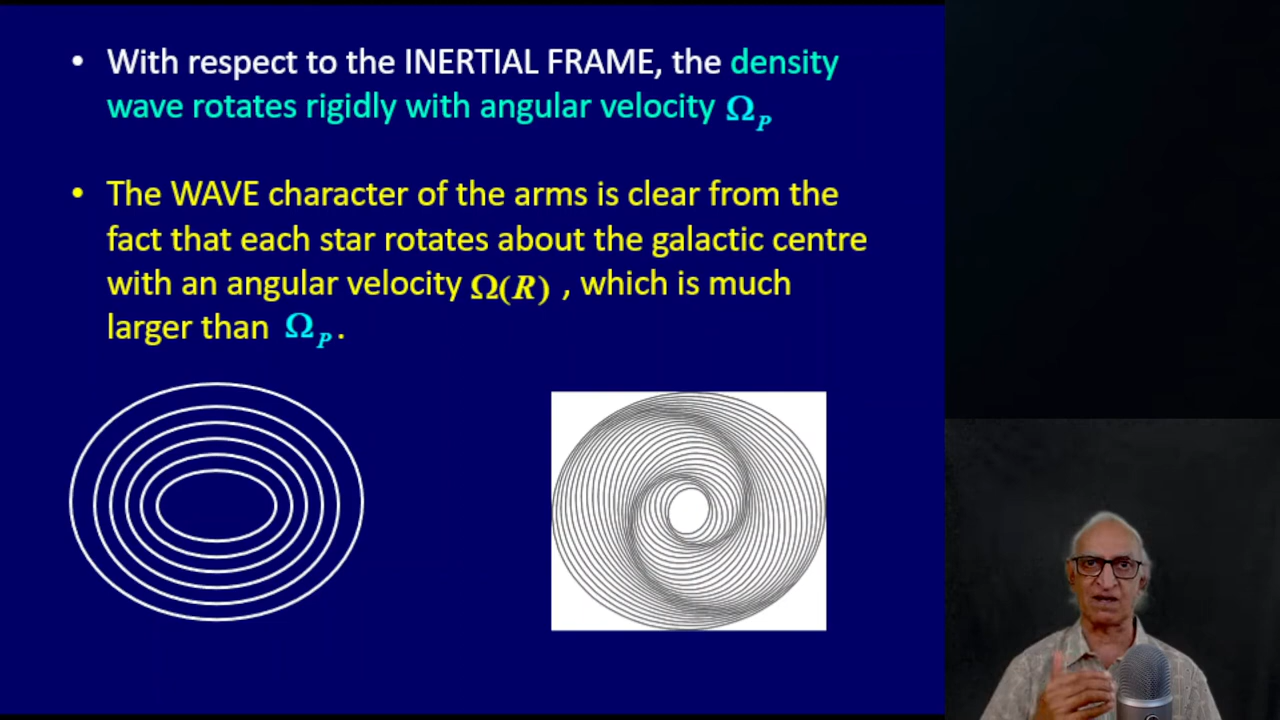 • With respect to the INERTIAL FRAME, the density
wave rotates rigidly with angular velocity Ω_P
• The WAVE character of the arms is clear from the
fact that each star rotates about the galactic centre
with an angular velocity Ω(R) , which is much
larger than Ω_P .